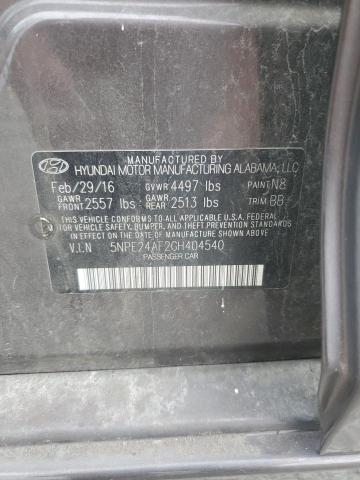 MANUFACTURED BY
HYUNDAI MOTOR MANUFACTURING ALABAMA, LLC
Feb/29/16 GVWR 4497 lbs PAINT N8
GAWR FRONT 2557 lbs GAWR REAR 2513 lbs TRIM BB
THIS VEHICLE CONFORMS TO ALL APPLICABLE FEDERAL
MOTOR VEHICLE SAFETY, BUMPER, AND THEFT PREVENTION
STANDARDS IN EFFECT ON THE DATE OF MANUFACTURE SHOWN ABOVE.
V.I.N 5NPE24AF2GH404540
PASSENGER CAR